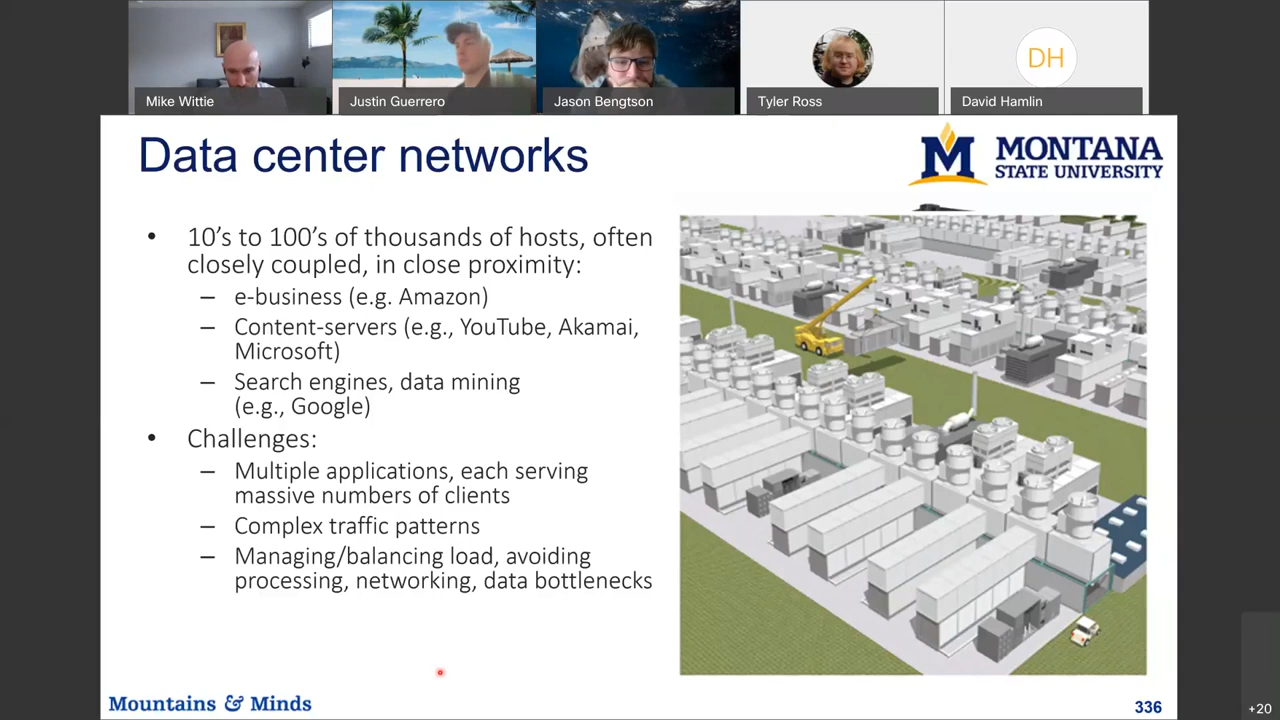 Mike Wittie
Justin Guerrero
Jason Bengtson
Tyler Ross
DH
David Hamlin
Data center networks
M
MONTANA
STATE UNIVERSITY
• 10's to 100's of thousands of hosts, often
closely coupled, in close proximity:
– e-business (e.g. Amazon)
– Content-servers (e.g., YouTube, Akamai,
Microsoft)
– Search engines, data mining
(e.g., Google)
• Challenges:
– Multiple applications, each serving
massive numbers of clients
– Complex traffic patterns
– Managing/balancing load, avoiding
processing, networking, data bottlenecks
Mountains & Minds
336
+20